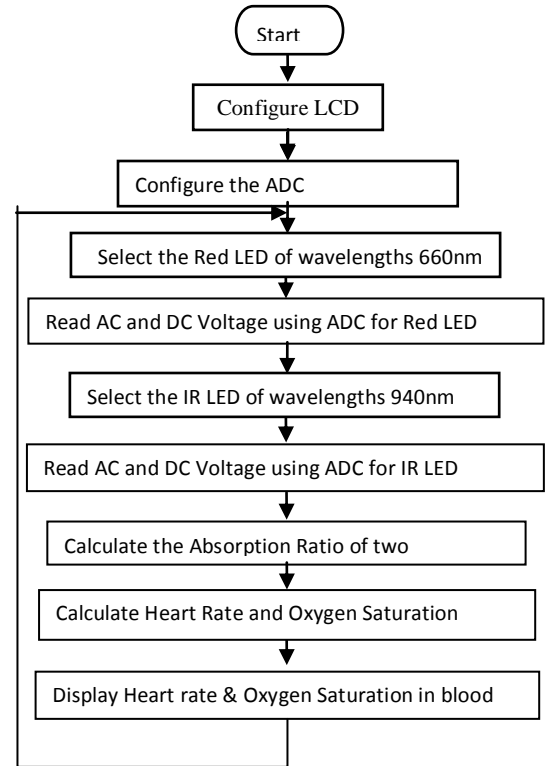 Start
Configure LCD
Configure the ADC
Select the Red LED of wavelengths 660nm
Read AC and DC Voltage using ADC for Red LED
Select the IR LED of wavelengths 940nm
Read AC and DC Voltage using ADC for IR LED
Calculate the Absorption Ratio of two
Calculate Heart Rate and Oxygen Saturation
Display Heart rate & Oxygen Saturation in blood